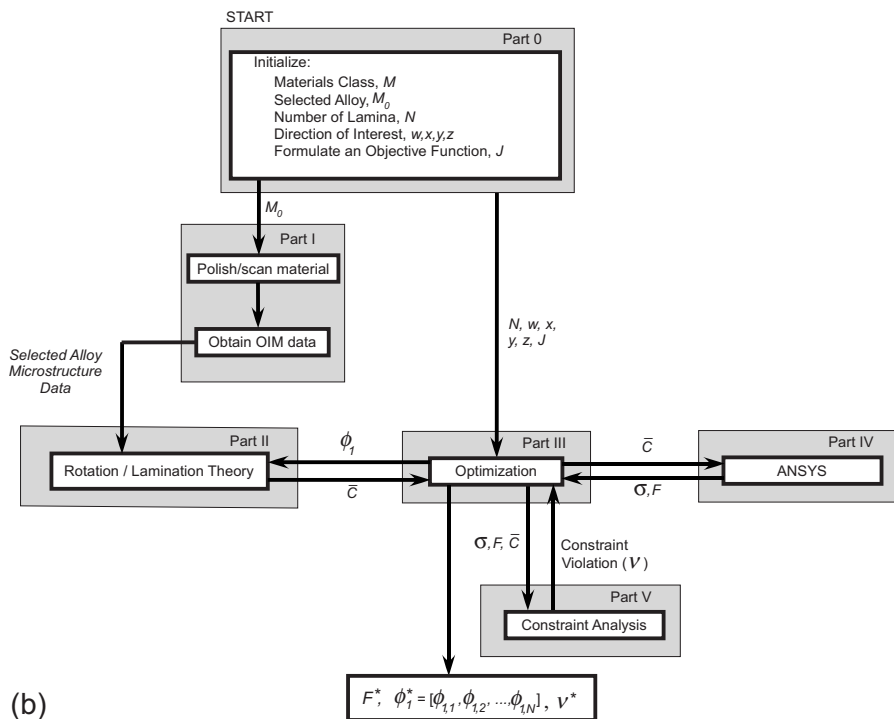 START
Part 0
Initialize:
Materials Class, M
Selected Alloy, M₀
Number of Lamina, N
Direction of Interest, w,x,y,z
Formulate an Objective Function, J
M₀
Part I
Polish/scan material
Obtain OIM data
N, w, x,
y, z, J
Selected Alloy
Microstructure
Data
Part II
Rotation / Lamination Theory
ϕ₁
C̄
Part III
Optimization
C̄
σ,F
Part IV
ANSYS
σ,F, C̄
Constraint
Violation (ν)
Part V
Constraint Analysis
F*, ϕ₁* = [ϕ₁,₁, ϕ₁,₂, ...,ϕ₁,N], ν*
(b)